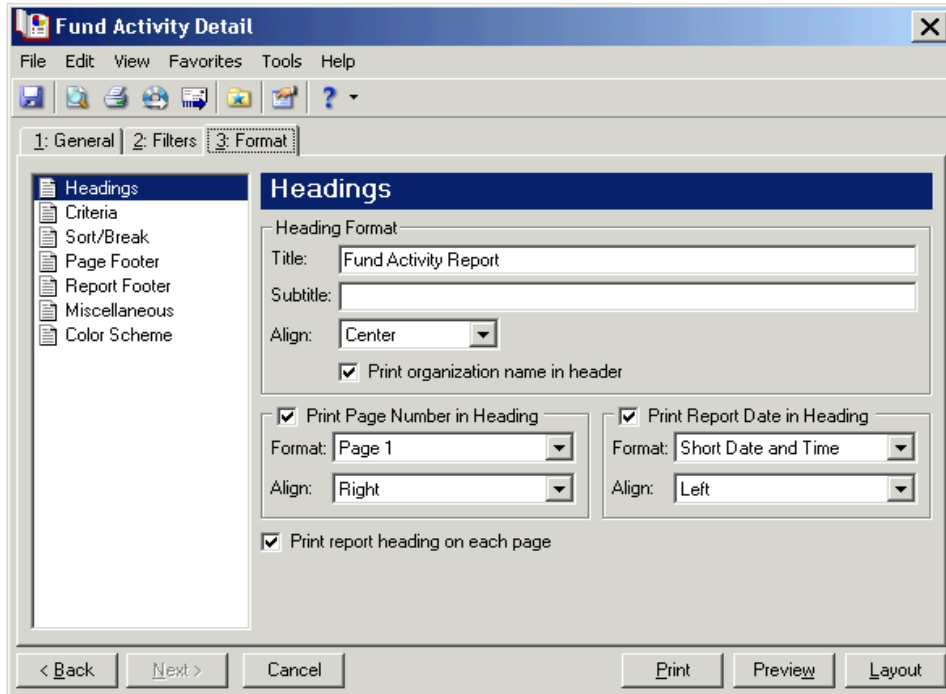 Fund Activity Detail
File Edit View Favorites Tools Help
?
1: General 2: Filters 3: Format
Headings
Criteria
Sort/Break
Page Footer
Report Footer
Miscellaneous
Color Scheme
Headings
Heading Format
Title: Fund Activity Report
Subtitle:
Align: Center
Print organization name in header
Print Page Number in Heading
Format: Page 1
Align: Right
Print Report Date in Heading
Format: Short Date and Time
Align: Left
Print report heading on each page
< Back Next > Cancel Print Preview Layout